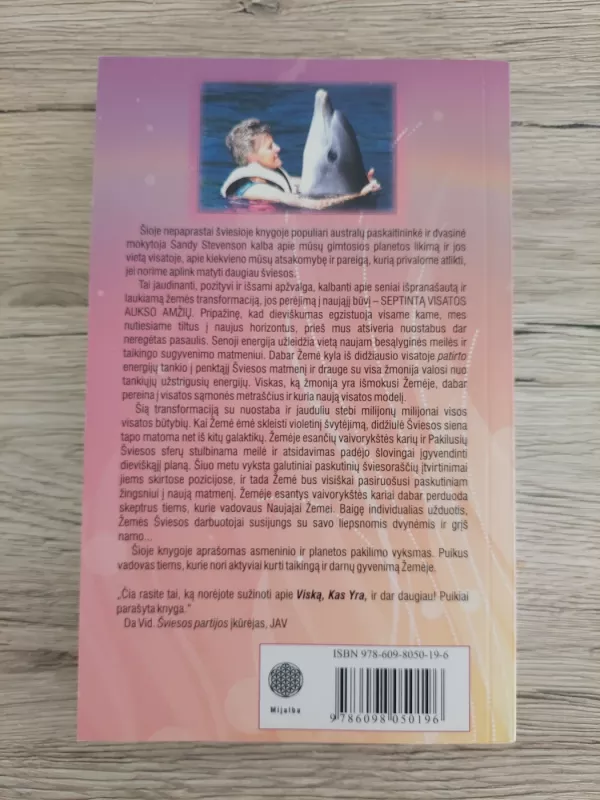 Šioje nepaprastai šviesioje knygoje populiari australų paskaitininkė ir dvasinė
mokytoja Sandy Stevenson kalba apie mūsų gimtosios planetos likimą ir jos
vietą visatoje, apie kiekvieno mūsų atsakomybę ir pareigą, kurią privalome atlikti,
jei norime aplink matyti daugiau šviesos.
Tai jaudinanti, pozityvi ir išsami apžvalga, kalbanti apie seniai išpranašautą ir
laukiamą žemės transformaciją, jos perėjimą į naująjį būvį – SEPTINTĄ VISATOS
AUKSO AMŽIŲ. Pripažinę, kad dieviškumas egzistuoja visame kame, mes
nutiesiame tiltus į naujus horizontus, prieš mus atsiveria nuostabus dar
neregėtas pasaulis. Senoji energija užleidžia vietą naujam besąlyginės meilės ir
taikingo sugyvenimo matmeniui. Dabar Žemė kyla iš didžiausio visatoje patirto
energijų tankio į penktąjį Šviesos matmenį ir drauge su visa žmonija valosi nuo
tankiųjų užstrigusių energijų. Viskas, ką žmonija yra išmokusi Žemėje, dabar
pereina į visatos sąmonės metraščius ir kuria naują visatos modelį.
Šią transformaciją su nuostaba ir jauduliu stebi milijonų milijonai visos
visatos būtybių. Kai Žemė ėmė skleisti violetinį švytėjimą, didžiulė Šviesos siena
tapo matoma net iš kitų galaktikų. Žemėje esančių vaivorykštės karių ir Pakilusių
Šviesos sferų stulbinama meilė ir atsidavimas padėjo šlovingai įgyvendinti
dieviškąjį planą. Šiuo metu vyksta galutiniai paskutinių šviesoraščių įtvirtinimai
jiems skirtose pozicijose, ir tada Žemė bus visiškai pasiruošusi paskutiniam
žingsniui į naują matmenį. Žemėje esantys vaivorykštės kariai dabar perduoda
skeptrus tiems, kurie vadovaus Naujajai Žemei. Baigę individualias užduotis,
Žemės Šviesos darbuotojai susijungs su savo liepsnomis dvynėmis ir grįš
namo...
Šioje knygoje aprašomas asmeninio ir planetos pakilimo vyksmas. Puikus
vadovas tiems, kurie nori aktyviai kurti taikingą ir darnų gyvenimą Žemėje.
„Čia rasite tai, ką norėjote sužinoti apie Viską, Kas Yra, ir dar daugiau! Puikiai
parašyta knyga."
Da Vid. Šviesos partijos įkūrėjas, JAV
ISBN 978-609-8050-19-6
Mijalba
9 786098 050196